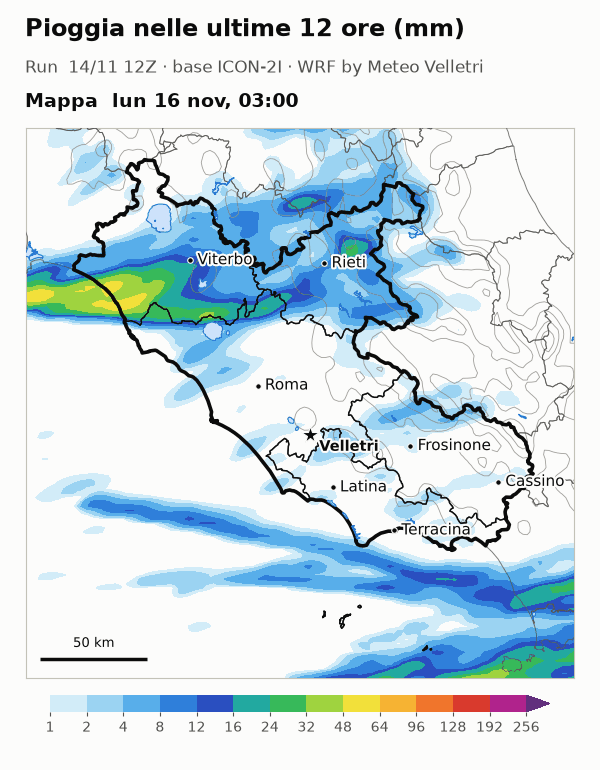 Pioggia nelle ultime 12 ore (mm)
Run  14/11 12Z · base ICON-2I · WRF by Meteo Velletri
Mappa  lun 16 nov, 03:00
Viterbo
Rieti
Roma
Velletri
Frosinone
Cassino
Latina
Terracina
50 km
1 2 4 8 12 16 24 32 48 64 96 128 192 256